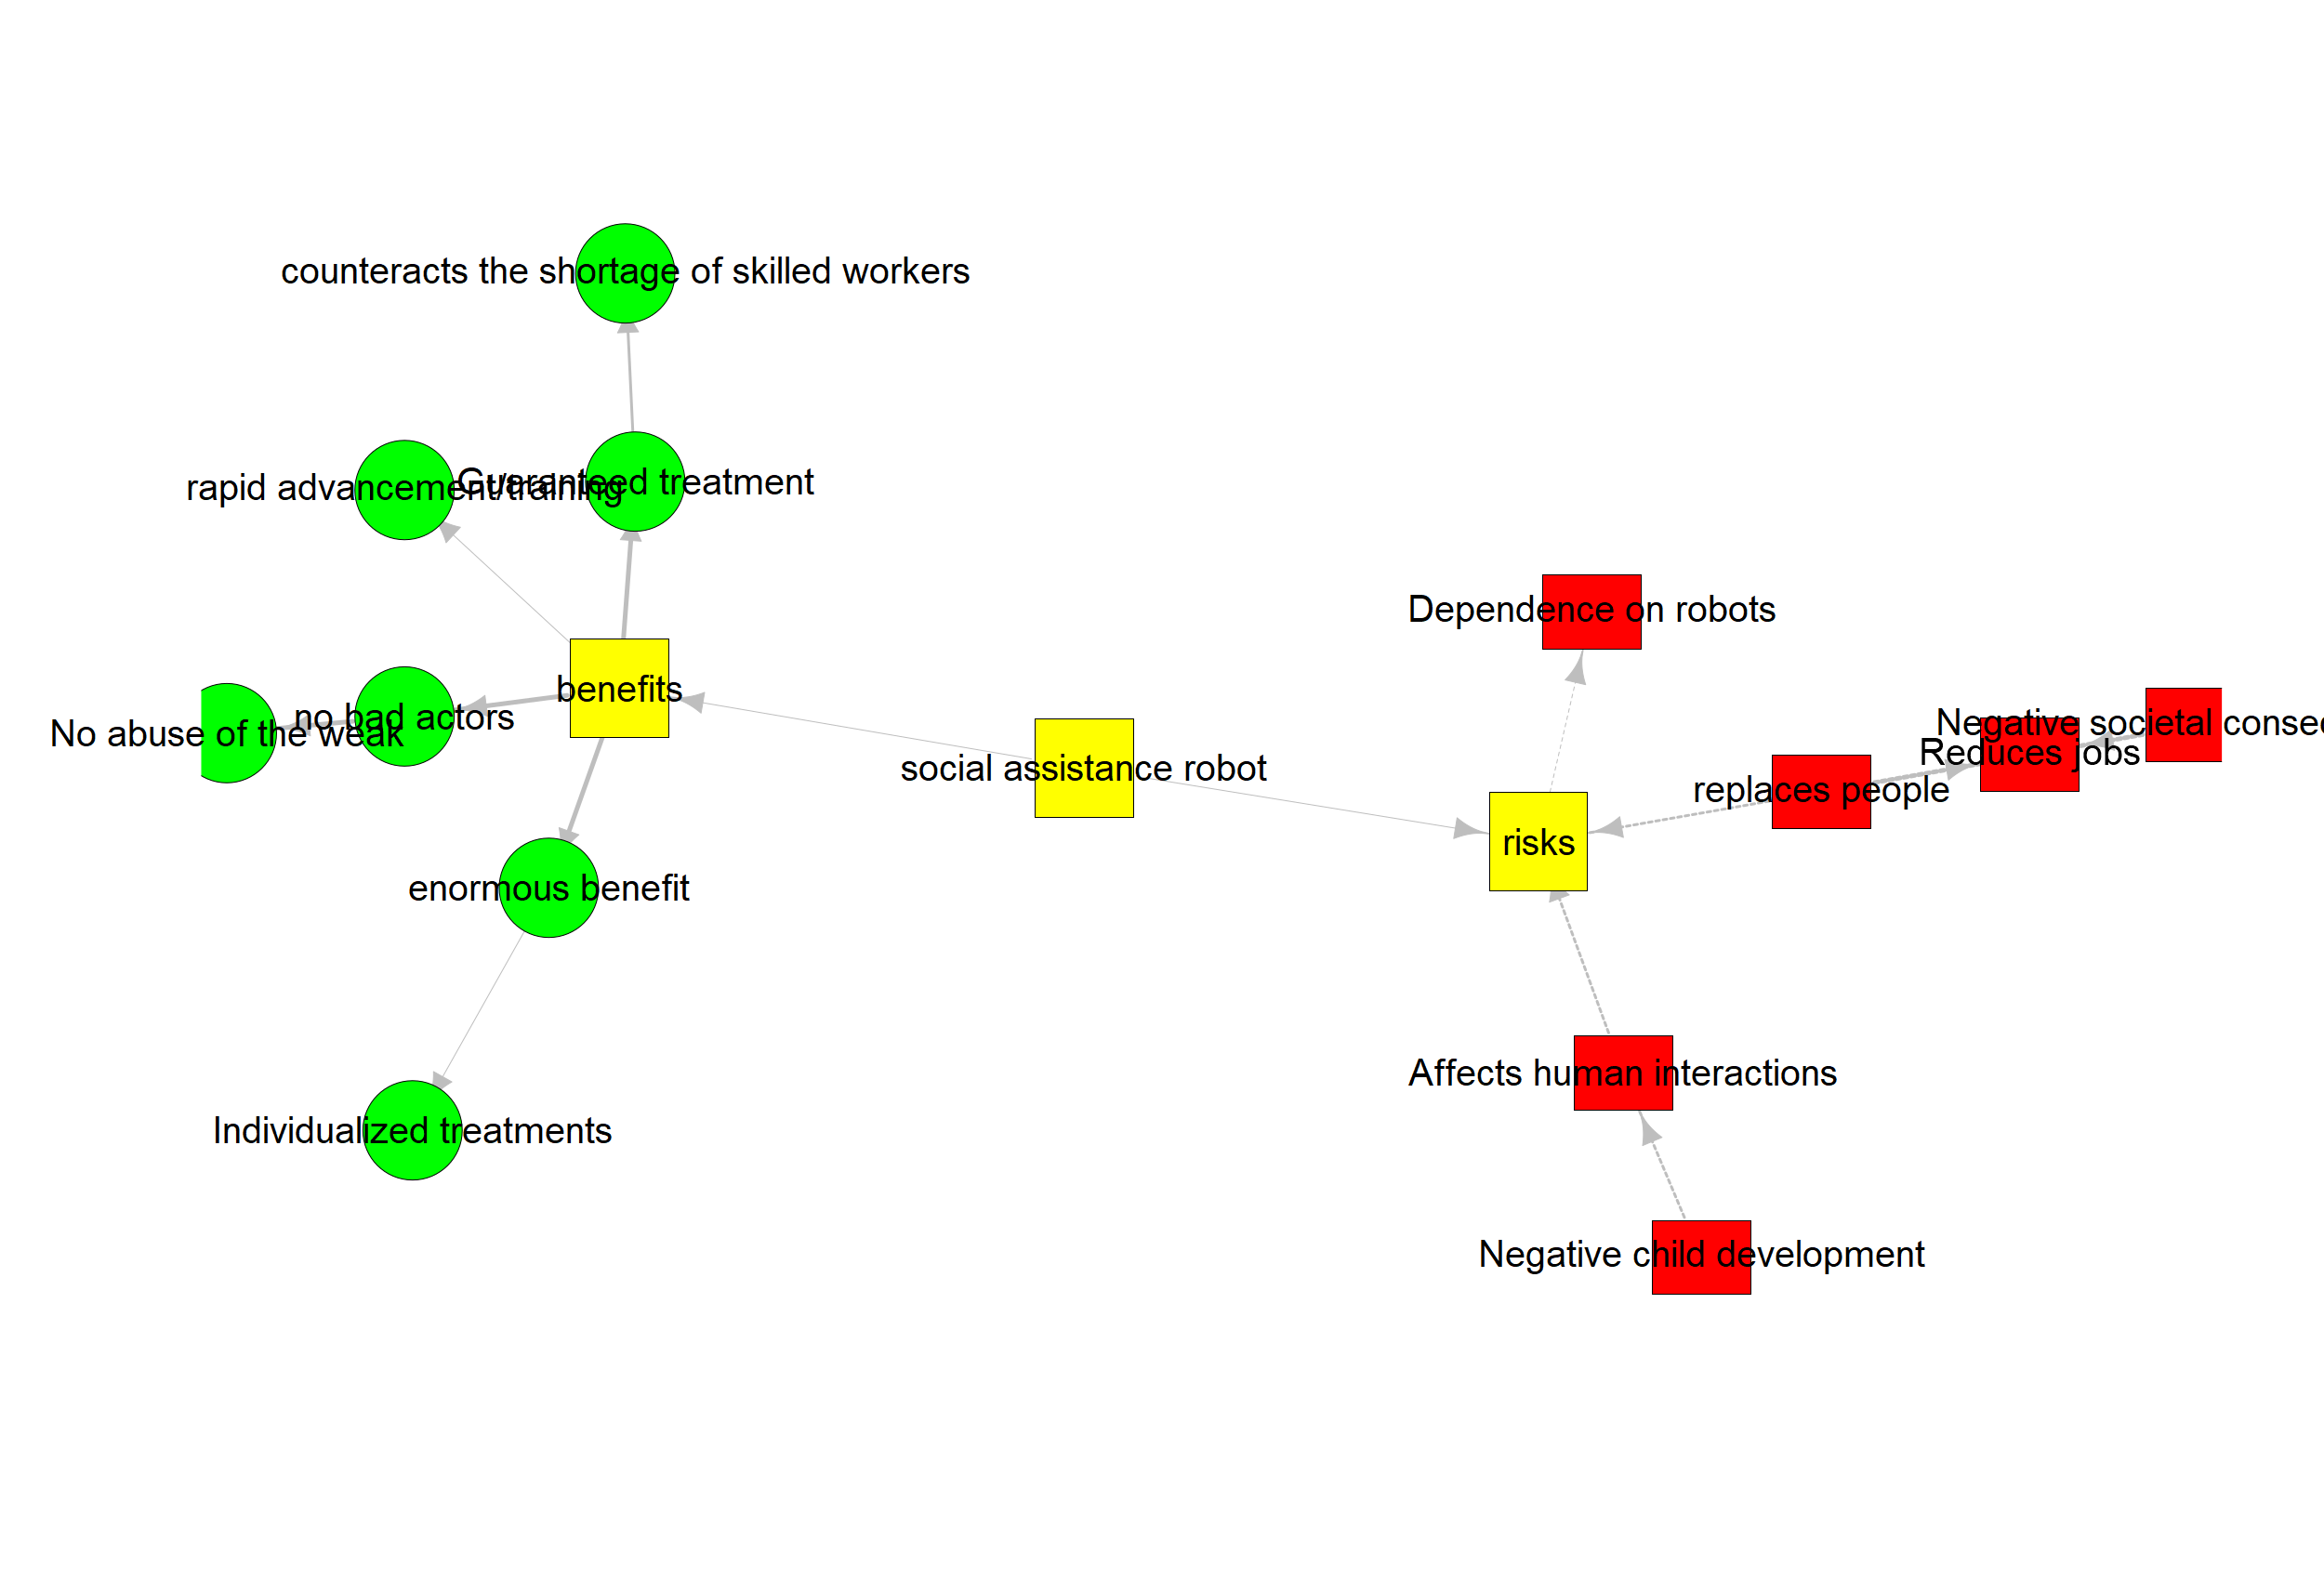 counteracts the shortage of skilled workers
rapid advancement/training
Guaranteed treatment
benefits
no bad actors
No abuse of the weak
enormous benefit
Individualized treatments
social assistance robot
Dependence on robots
Negative societal
Reduces jobs
replaces people
risks
Affects human interactions
Negative child development